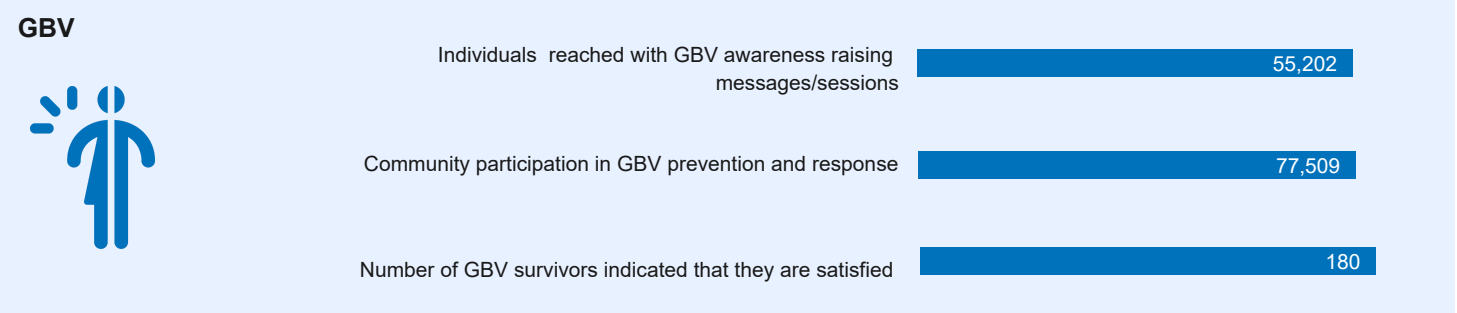 GBV
Individuals reached with GBV awareness raising
messages/sessions
55,202
Community participation in GBV prevention and response
77,509
Number of GBV survivors indicated that they are satisfied
180